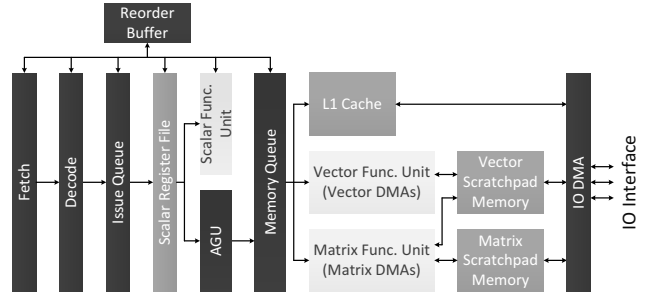 Reorder
Buffer
Fetch
Decode
Issue Queue
Scalar Register File
Scalar Func.
Unit
AGU
Memory Queue
L1 Cache
Vector Func. Unit
(Vector DMAs)
Matrix Func. Unit
(Matrix DMAs)
Vector
Scratchpad
Memory
Matrix
Scratchpad
Memory
IO DMA
IO Interface